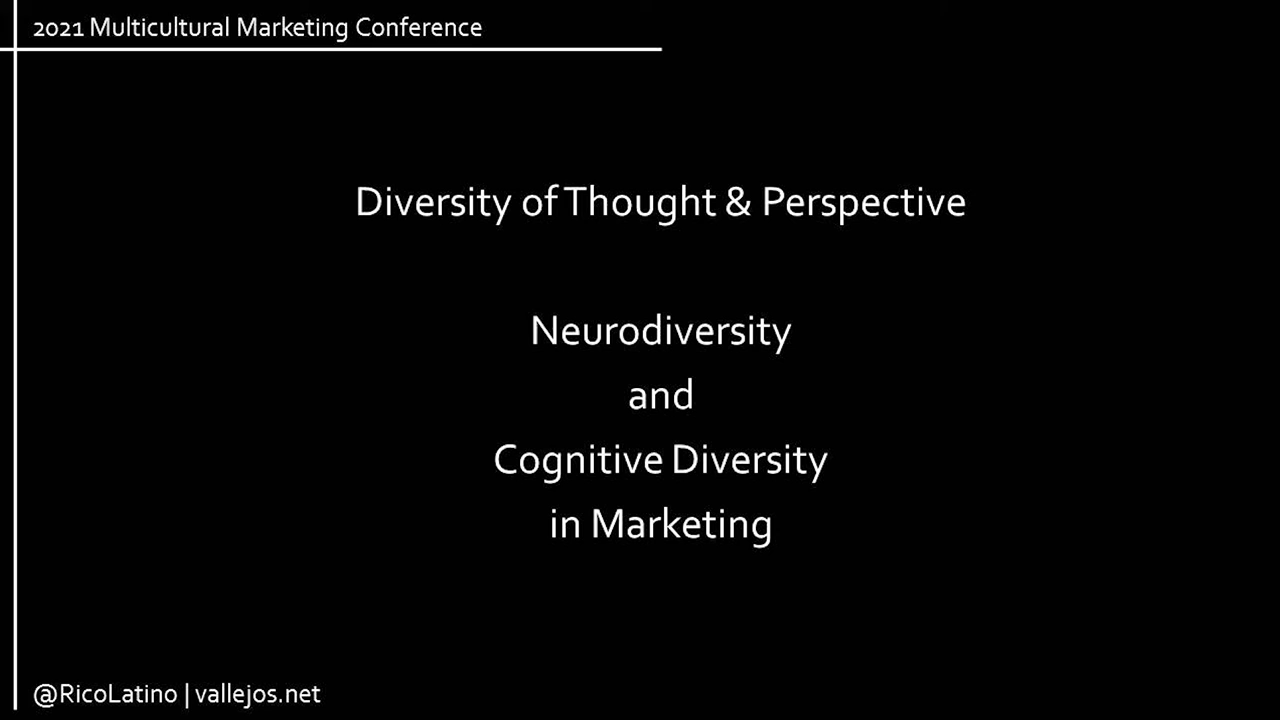 2021 Multicultural Marketing Conference
Diversity of Thought & Perspective
Neurodiversity
and
Cognitive Diversity
in Marketing
@RicoLatino | vallejos.net